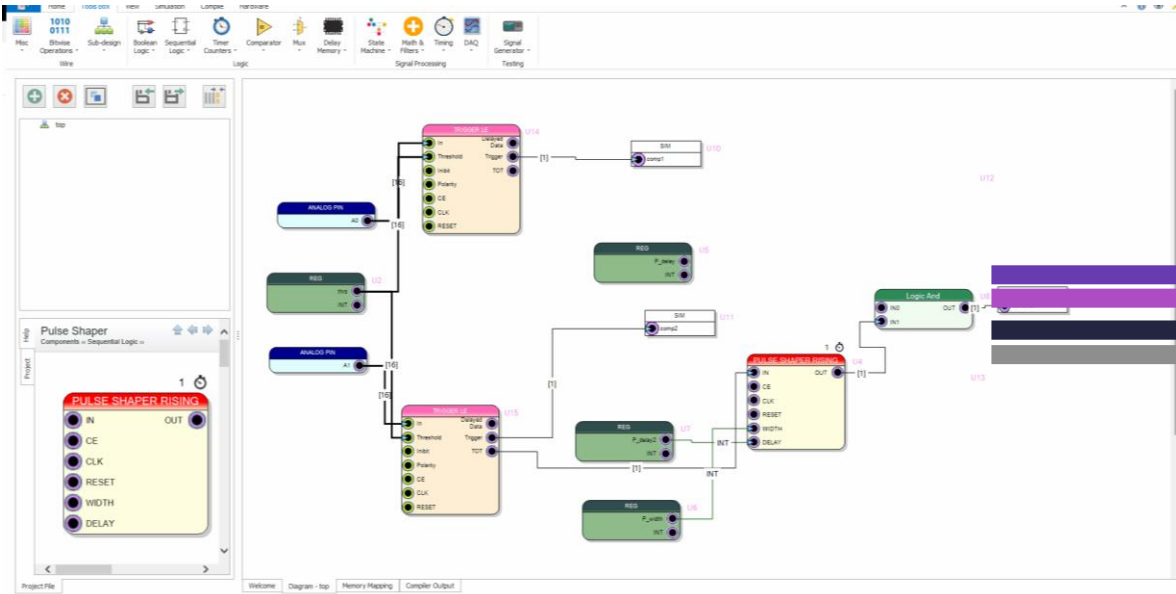 Home Tools Box View Simulation Compile Hardware
1010
0111
Misc Bitwise Operations Sub-design Boolean Logic Sequential Logic Timer Counters Comparator Mux Delay Memory State Machine Math & Filters Timing DAQ Signal Generator
Wire Logic Signal Processing Testing
top
Help
Project
Pulse Shaper
Components » Sequential Logic »
1
PULSE SHAPER RISING
IN OUT
CE
CLK
RESET
WIDTH
DELAY
Project File
TRIGGER LE U14
In Delayed Data
Threshold Trigger
Inibit TOT
Polarity
CE
CLK
RESET
[1]
SIM U10
comp1
U12
[16]
ANALOG PIN
A0
[16]
REG U2
thrs
INT
REG U5
P_delay
INT
ANALOG PIN
A1
[16]
[16]
SIM U11
comp2
[1]
TRIGGER LE U15
In Delayed Data
Threshold Trigger
Inibit TOT
Polarity
CE
CLK
RESET
REG U7
P_delay2
INT
INT
[1]
INT
REG U6
P_width
INT
1
PULSE SHAPER RISING U4
IN OUT
CE
CLK
RESET
WIDTH
DELAY
[1]
Logic And
IN0 OUT
IN1
[1]
U13
Welcome Diagram - top Memory Mapping Compiler Output